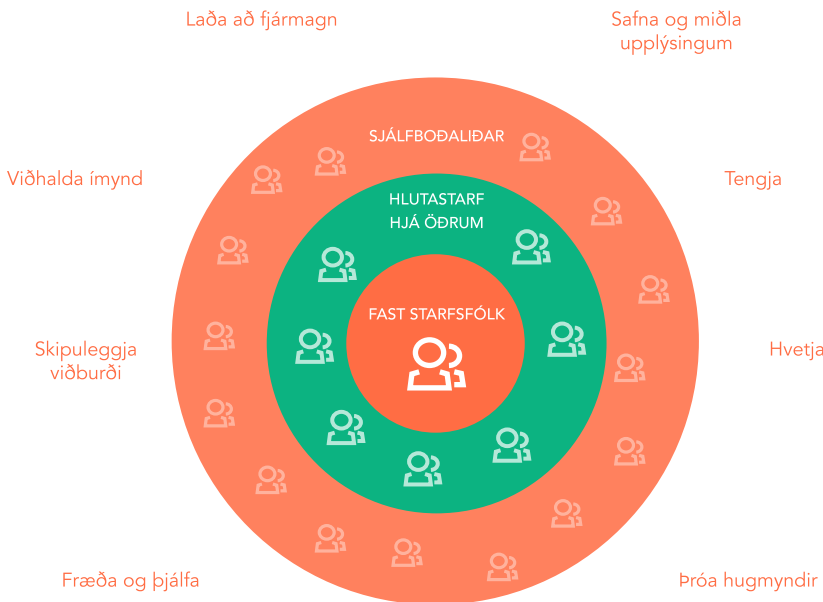 Laða að fjármagn
Safna og miðla
upplýsingum
SJÁLFBOÐALIÐAR
Viðhalda ímynd
Tengja
HLUTASTARF
HJÁ ÖÐRUM
FAST STARFSFÓLK
Skipuleggja
viðburði
Hvetja
Fræða og þjálfa
Þróa hugmyndir